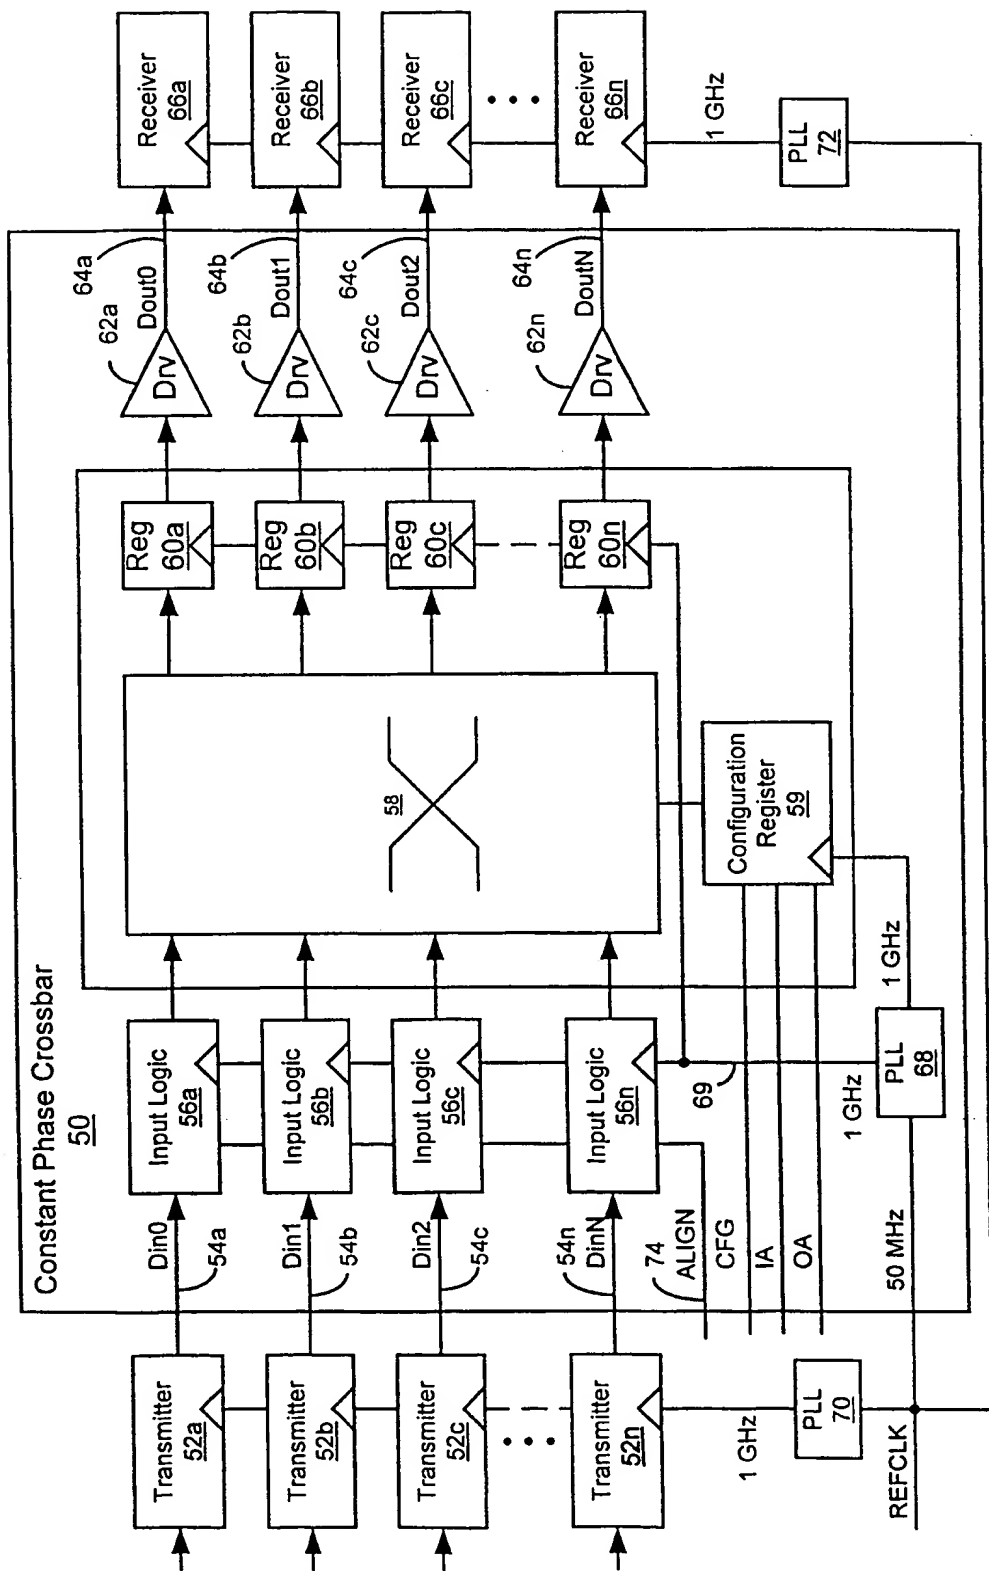 Constant Phase Crossbar
50
Transmitter
52a
Transmitter
52b
Transmitter
52c
Transmitter
52n
Din0
54a
Din1
54b
Din2
54c
54n
DinN
Input Logic
56a
Input Logic
56b
Input Logic
56c
Input Logic
56n
58
Reg
60a
Reg
60b
Reg
60c
Reg
60n
62a
Drv
62b
Drv
62c
Drv
62n
Drv
Dout0
64a
Dout1
64b
Dout2
64c
DoutN
64n
Receiver
66a
Receiver
66b
Receiver
66c
Receiver
66n
74
ALIGN
CFG
IA
OA
Configuration
Register
59
69
1 GHz
1 GHz
PLL
68
50 MHz
1 GHz
PLL
70
REFCLK
1 GHz
PLL
72